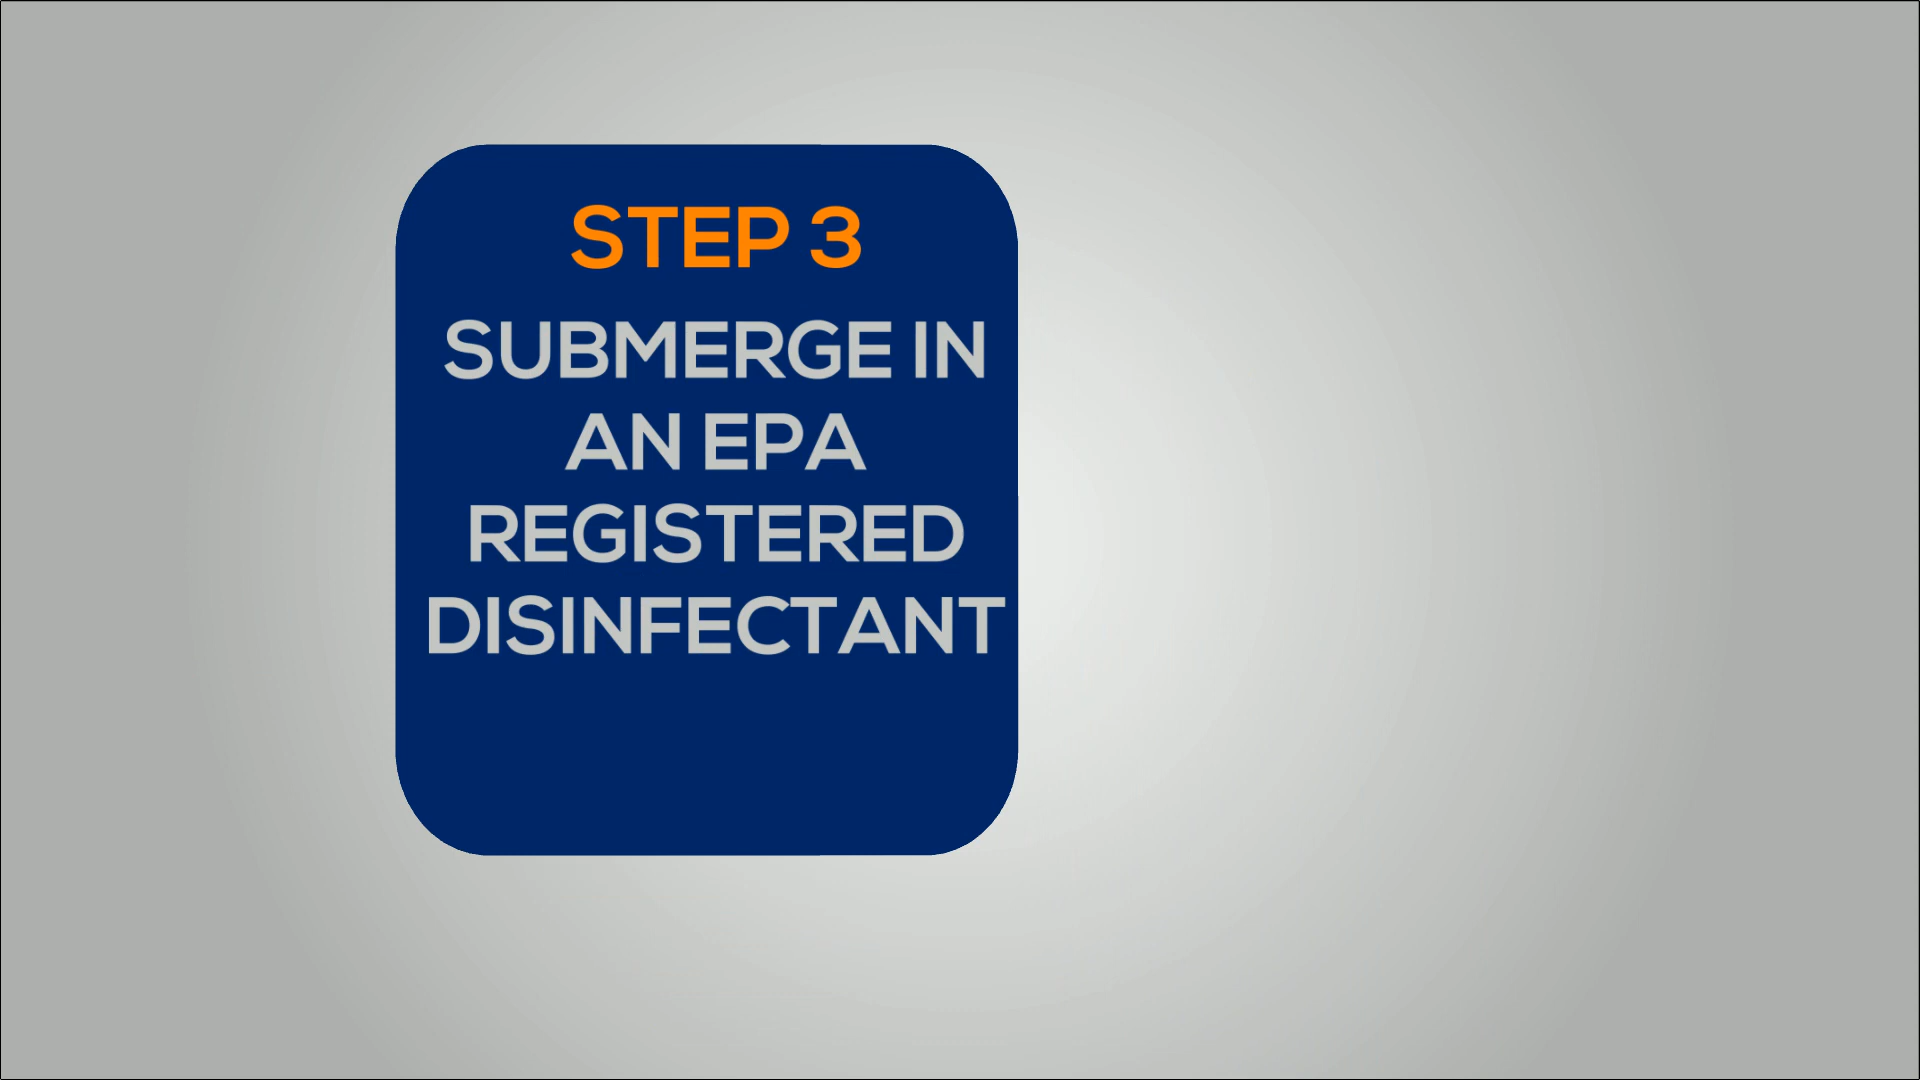 STEP 3
SUBMERGE IN
AN EPA
REGISTERED
DISINFECTANT